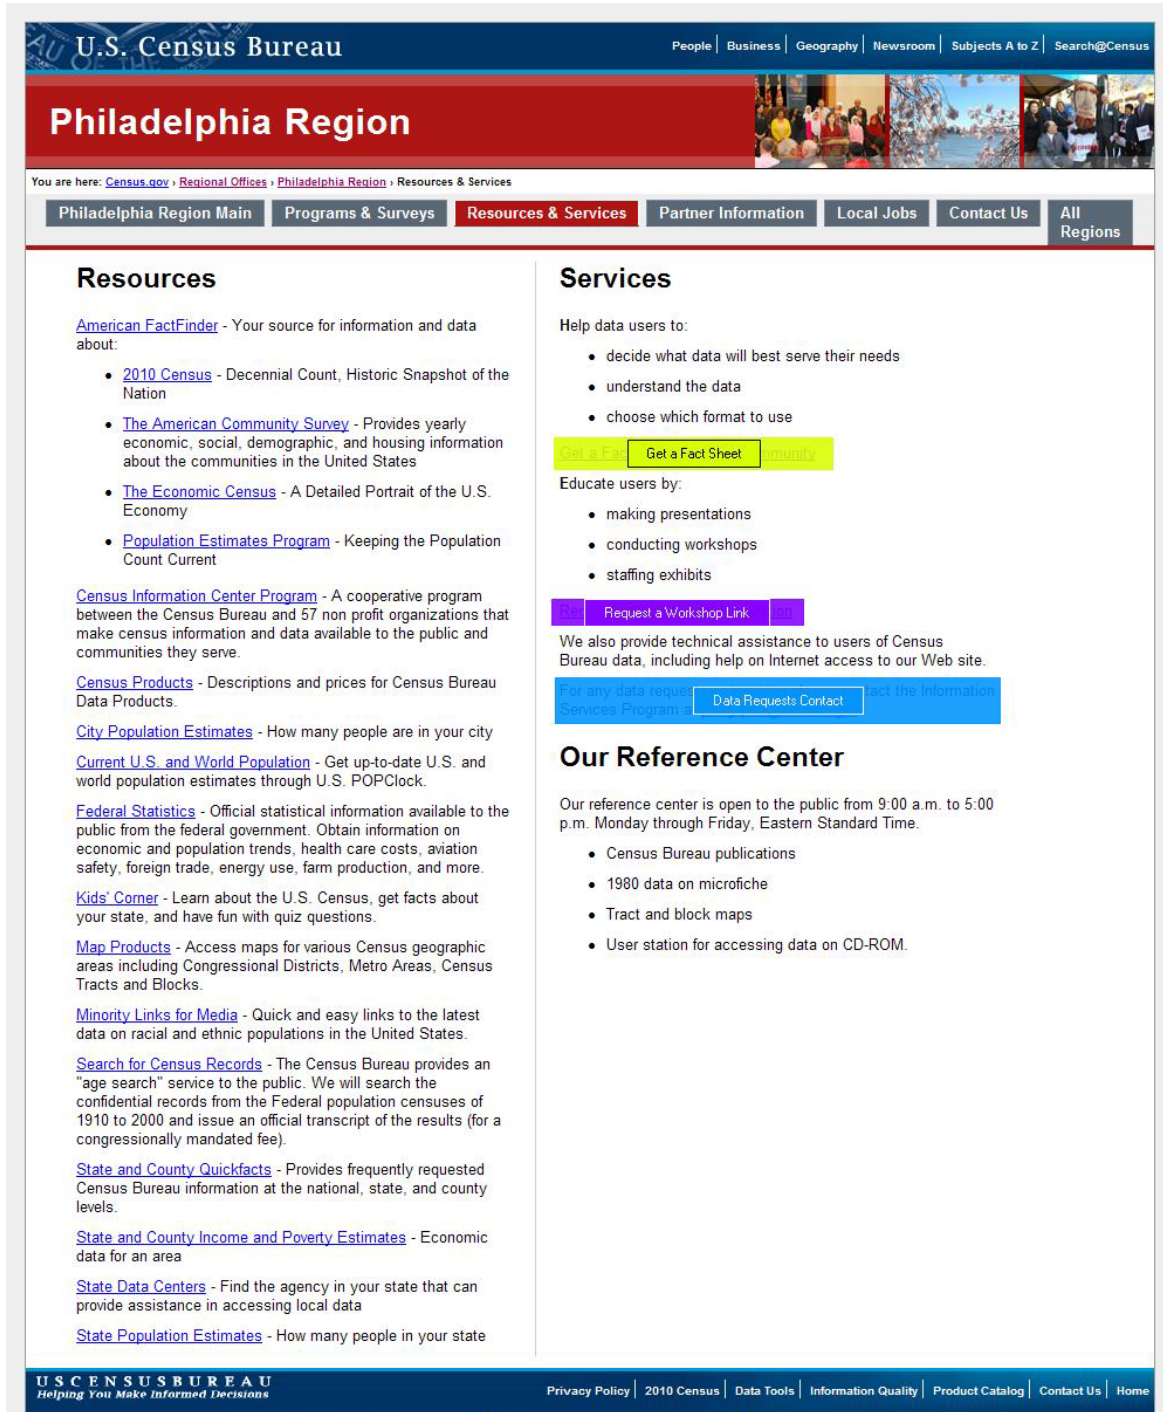 U.S. Census Bureau
People | Business | Geography | Newsroom | Subjects A to Z | Search@Census
Philadelphia Region
You are here: Census.gov › Regional Offices › Philadelphia Region › Resources & Services
Philadelphia Region Main
Programs & Surveys
Resources & Services
Partner Information
Local Jobs
Contact Us
All
Regions
Resources
American FactFinder - Your source for information and data
about:
• 2010 Census - Decennial Count, Historic Snapshot of the
Nation
• The American Community Survey - Provides yearly
economic, social, demographic, and housing information
about the communities in the United States
• The Economic Census - A Detailed Portrait of the U.S.
Economy
• Population Estimates Program - Keeping the Population
Count Current
Census Information Center Program - A cooperative program
between the Census Bureau and 57 non profit organizations that
make census information and data available to the public and
communities they serve.
Census Products - Descriptions and prices for Census Bureau
Data Products.
City Population Estimates - How many people are in your city
Current U.S. and World Population - Get up-to-date U.S. and
world population estimates through U.S. POPClock.
Federal Statistics - Official statistical information available to the
public from the federal government. Obtain information on
economic and population trends, health care costs, aviation
safety, foreign trade, energy use, farm production, and more.
Kids' Corner - Learn about the U.S. Census, get facts about
your state, and have fun with quiz questions.
Map Products - Access maps for various Census geographic
areas including Congressional Districts, Metro Areas, Census
Tracts and Blocks.
Minority Links for Media - Quick and easy links to the latest
data on racial and ethnic populations in the United States.
Search for Census Records - The Census Bureau provides an
"age search" service to the public. We will search the
confidential records from the Federal population censuses of
1910 to 2000 and issue an official transcript of the results (for a
congressionally mandated fee).
State and County Quickfacts - Provides frequently requested
Census Bureau information at the national, state, and county
levels.
State and County Income and Poverty Estimates - Economic
data for an area
State Data Centers - Find the agency in your state that can
provide assistance in accessing local data
State Population Estimates - How many people in your state
Services
Help data users to:
• decide what data will best serve their needs
• understand the data
• choose which format to use
Get a Fact Sheet
Educate users by:
• making presentations
• conducting workshops
• staffing exhibits
Request a Workshop Link
We also provide technical assistance to users of Census
Bureau data, including help on Internet access to our Web site.
For any data
the Information
Data Requests Contact
Services Program
Our Reference Center
Our reference center is open to the public from 9:00 a.m. to 5:00
p.m. Monday through Friday, Eastern Standard Time.
• Census Bureau publications
• 1980 data on microfiche
• Tract and block maps
• User station for accessing data on CD-ROM.
USCENSUSBUREAU
Helping You Make Informed Decisions
Privacy Policy | 2010 Census | Data Tools | Information Quality | Product Catalog | Contact Us | Home